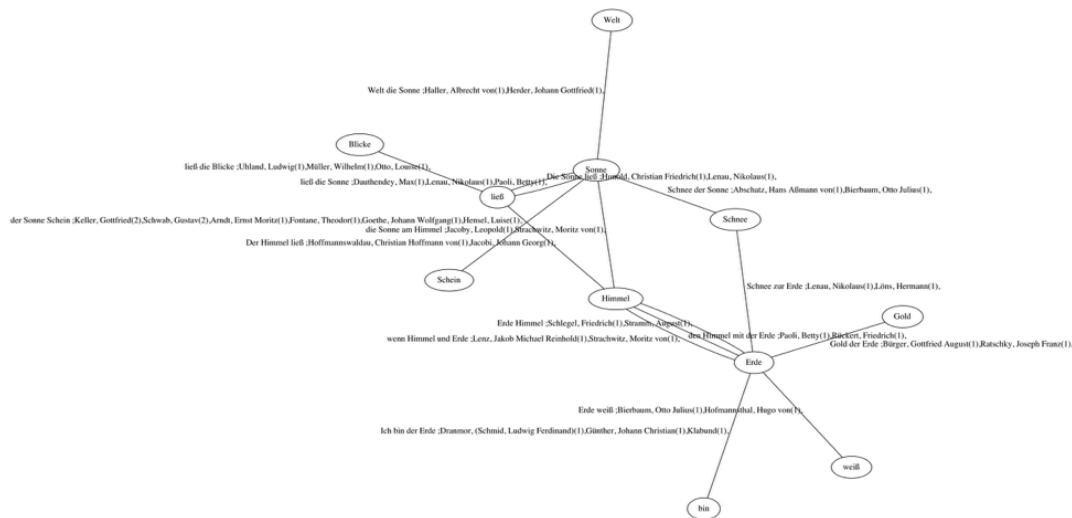 Welt
Welt die Sonne ;Haller, Albrecht von(1),Herder, Johann Gottfried(1),
Blicke
ließ die Blicke ;Uhland, Ludwig(1),Müller, Wilhelm(1),Otto, Louise(1),
Sonne
Die Sonne ließ ;Hunold, Christian Friedrich(1),Lenau, Nikolaus(1),
ließ die Sonne ;Dauthendey, Max(1),Lenau, Nikolaus(1),Paoli, Betty(1),
Schnee der Sonne ;Abschatz, Hans Aßmann von(1),Bierbaum, Otto Julius(1),
ließ
Schnee
der Sonne Schein ;Keller, Gottfried(2),Schwab, Gustav(2),Arndt, Ernst Moritz(1),Fontane, Theodor(1),Goethe, Johann Wolfgang(1),Hensel, Luise(1),
die Sonne am Himmel ;Jacoby, Leopold(1),Strachwitz, Moritz von(1),
Der Himmel ließ ;Hoffmannswaldau, Christian Hoffmann von(1),Jacobi, Johann Georg(1),
Schein
Schnee zur Erde ;Lenau, Nikolaus(1),Löns, Hermann(1),
Himmel
Gold
Erde Himmel ;Schlegel, Friedrich(1),Stramm, August(1),
den Himmel mit der Erde ;Paoli, Betty(1),Rückert, Friedrich(1),
wenn Himmel und Erde ;Lenz, Jakob Michael Reinhold(1),Strachwitz, Moritz von(1),
Gold der Erde ;Bürger, Gottfried August(1),Ratschky, Joseph Franz(1),
Erde
Erde weiß ;Bierbaum, Otto Julius(1),Hofmannsthal, Hugo von(1),
Ich bin der Erde ;Dranmor, (Schmid, Ludwig Ferdinand)(1),Günther, Johann Christian(1),Klabund(1),
weiß
bin